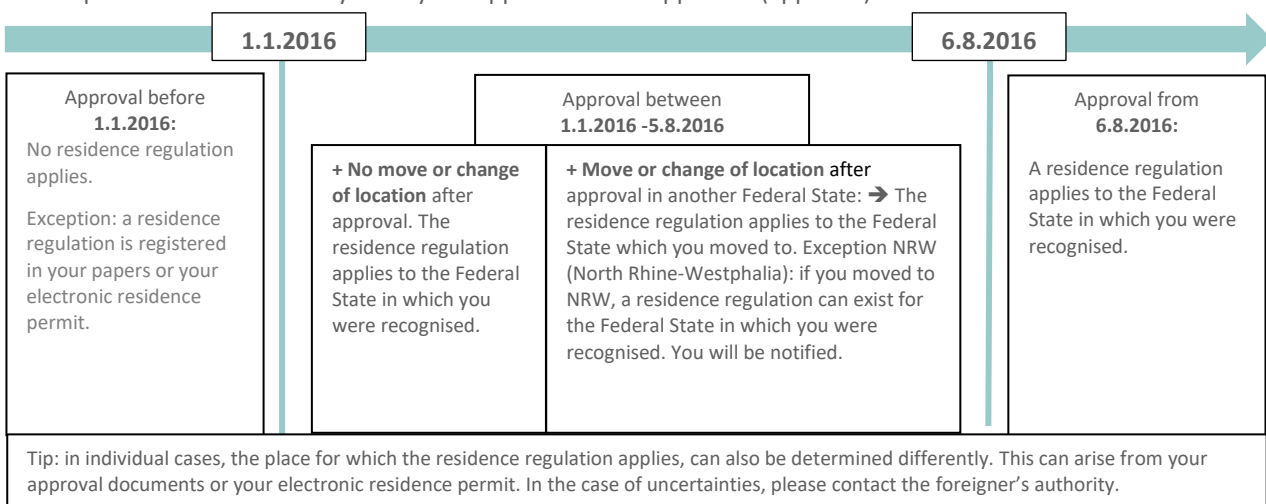 1.1.2016
6.8.2016
Approval before
1.1.2016:
No residence regulation
applies.
Exception: a residence
regulation is registered
in your papers or your
electronic residence
permit.
Approval between
1.1.2016 -5.8.2016
+ No move or change
of location after
approval. The
residence regulation
applies to the Federal
State in which you
were recognised.
+ Move or change of location after
approval in another Federal State: ➔ The
residence regulation applies to the Federal
State which you moved to. Exception NRW
(North Rhine-Westphalia): if you moved to
NRW, a residence regulation can exist for
the Federal State in which you were
recognised. You will be notified.
Approval from
6.8.2016:
A residence regulation
applies to the Federal
State in which you were
recognised.
Tip: in individual cases, the place for which the residence regulation applies, can also be determined differently. This can arise from your
approval documents or your electronic residence permit. In the case of uncertainties, please contact the foreigner’s authority.